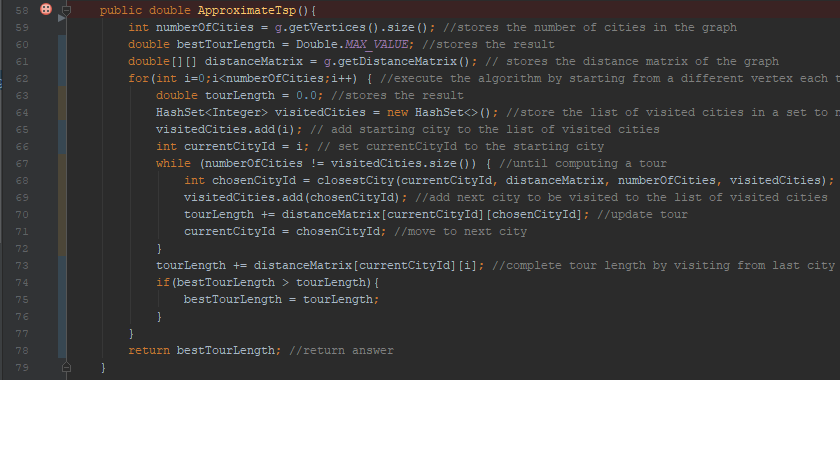 58 public double ApproximateTsp(){
59 int numberOfCities = g.getVertices().size(); //stores the number of cities in the graph
60 double bestTourLength = Double.MAX_VALUE; //stores the result
61 double[][] distanceMatrix = g.getDistanceMatrix(); // stores the distance matrix of the graph
62 for(int i=0;i<numberOfCities;i++) { //execute the algorithm by starting from a different vertex each t
63 double tourLength = 0.0; //stores the result
64 HashSet<Integer> visitedCities = new HashSet<>(); //store the list of visited cities in a set to
65 visitedCities.add(i); // add starting city to the list of visited cities
66 int currentCityId = i; // set currentCityId to the starting city
67 while (numberOfCities != visitedCities.size()) { //until computing a tour
68 int chosenCityId = closestCity(currentCityId, distanceMatrix, numberOfCities, visitedCities);
69 visitedCities.add(chosenCityId); //add next city to be visited to the list of visited cities
70 tourLength += distanceMatrix[currentCityId][chosenCityId]; //update tour
71 currentCityId = chosenCityId; //move to next city
72 }
73 tourLength += distanceMatrix[currentCityId][i]; //complete tour length by visiting from last city
74 if(bestTourLength > tourLength){
75 bestTourLength = tourLength;
76 }
77 }
78 return bestTourLength; //return answer
79 }